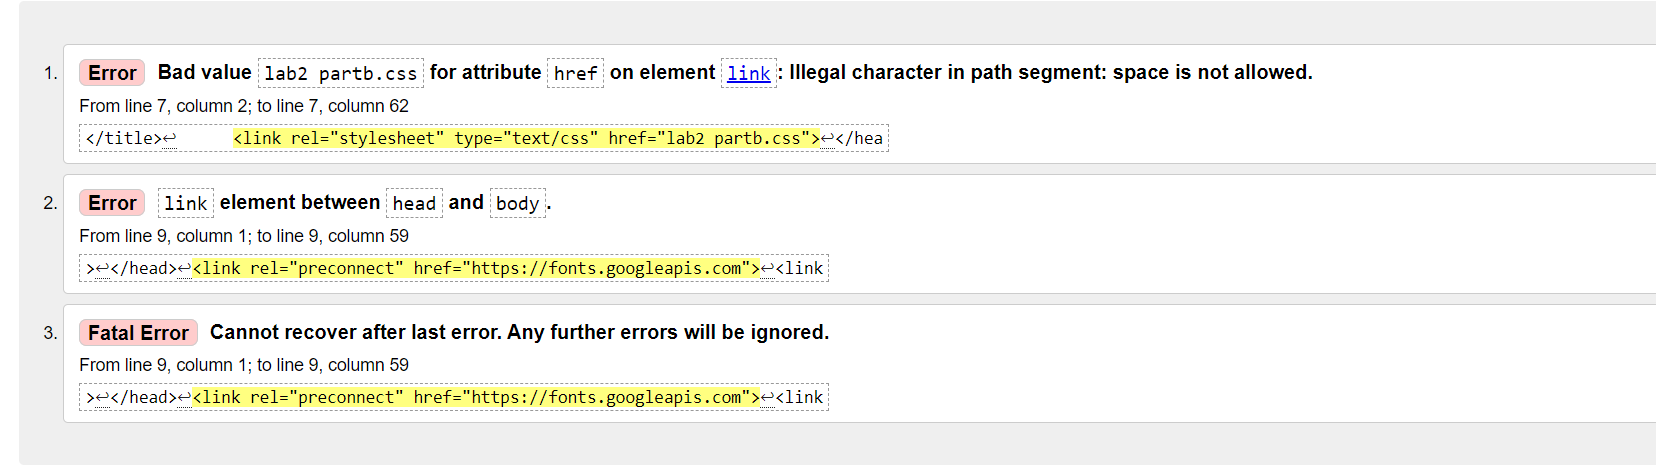 1. Error Bad value lab2 partb.css for attribute href on element link: Illegal character in path segment: space is not allowed.
From line 7, column 2; to line 7, column 62
</title>↩ <link rel="stylesheet" type="text/css" href="lab2 partb.css">↩</hea
2. Error link element between head and body.
From line 9, column 1; to line 9, column 59
>↩</head>↩<link rel="preconnect" href="https://fonts.googleapis.com">↩<link
3. Fatal Error Cannot recover after last error. Any further errors will be ignored.
From line 9, column 1; to line 9, column 59
>↩</head>↩<link rel="preconnect" href="https://fonts.googleapis.com">↩<link